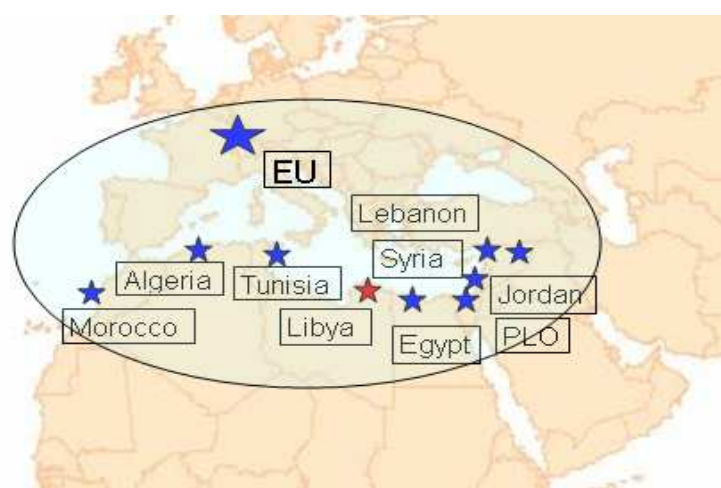 EU
Lebanon
Syria
Algeria
Tunisia
Jordan
Morocco
Libya
Egypt
PLO